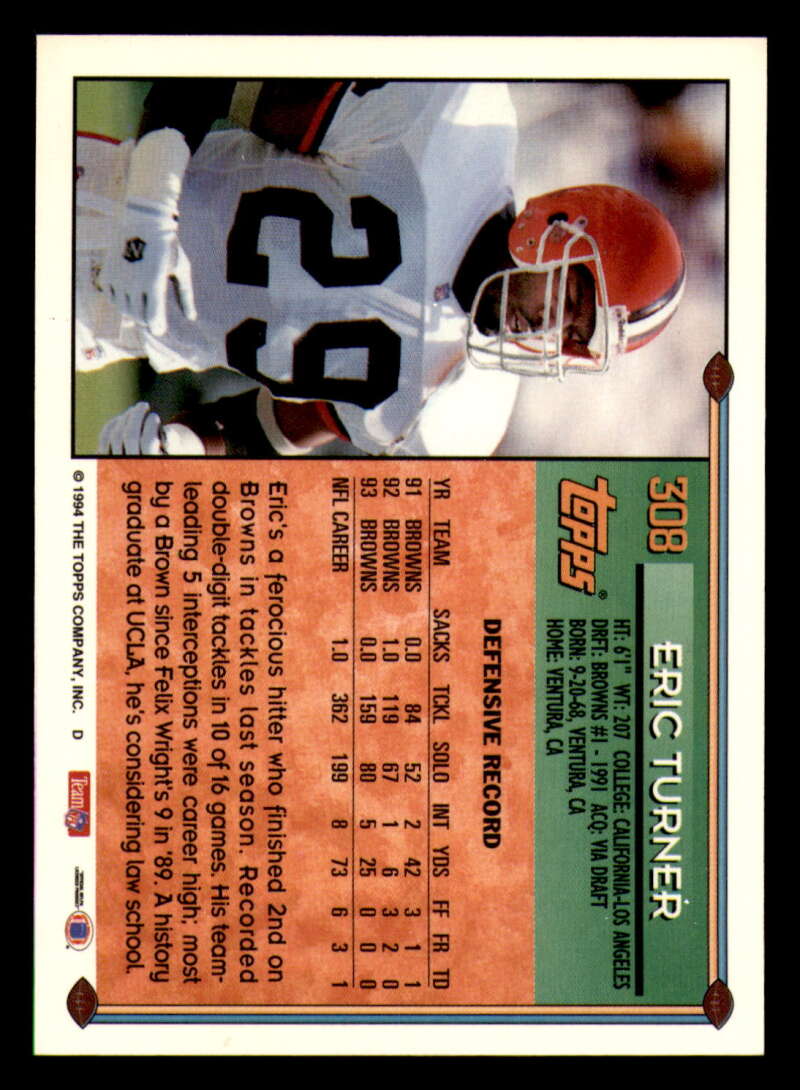 308
ERIC TURNER
TOPPS®
HT: 6'1" WT: 207 COLLEGE: CALIFORNIA-LOS ANGELES
DRFT: BROWNS #1 - 1991 ACQ: VIA DRAFT
BORN: 9-20-68, VENTURA, CA
HOME: VENTURA, CA
DEFENSIVE RECORD
YR TEAM SACKS TCKL SOLO INT YDS FF FR TD
91 BROWNS 0.0 84 52 2 42 3 1 1
92 BROWNS 1.0 119 67 1 6 3 2 0
93 BROWNS 0.0 159 80 5 25 0 0 0
NFL CAREER 1.0 362 199 8 73 6 3 1
Eric's a ferocious hitter who finished 2nd on
Browns in tackles last season. Recorded
double-digit tackles in 10 of 16 games. His team-
leading 5 interceptions were career high; most
by a Brown since Felix Wright's 9 in '89. A history
graduate at UCLA, he's considering law school.
© 1994 THE TOPPS COMPANY, INC. D
Team
29